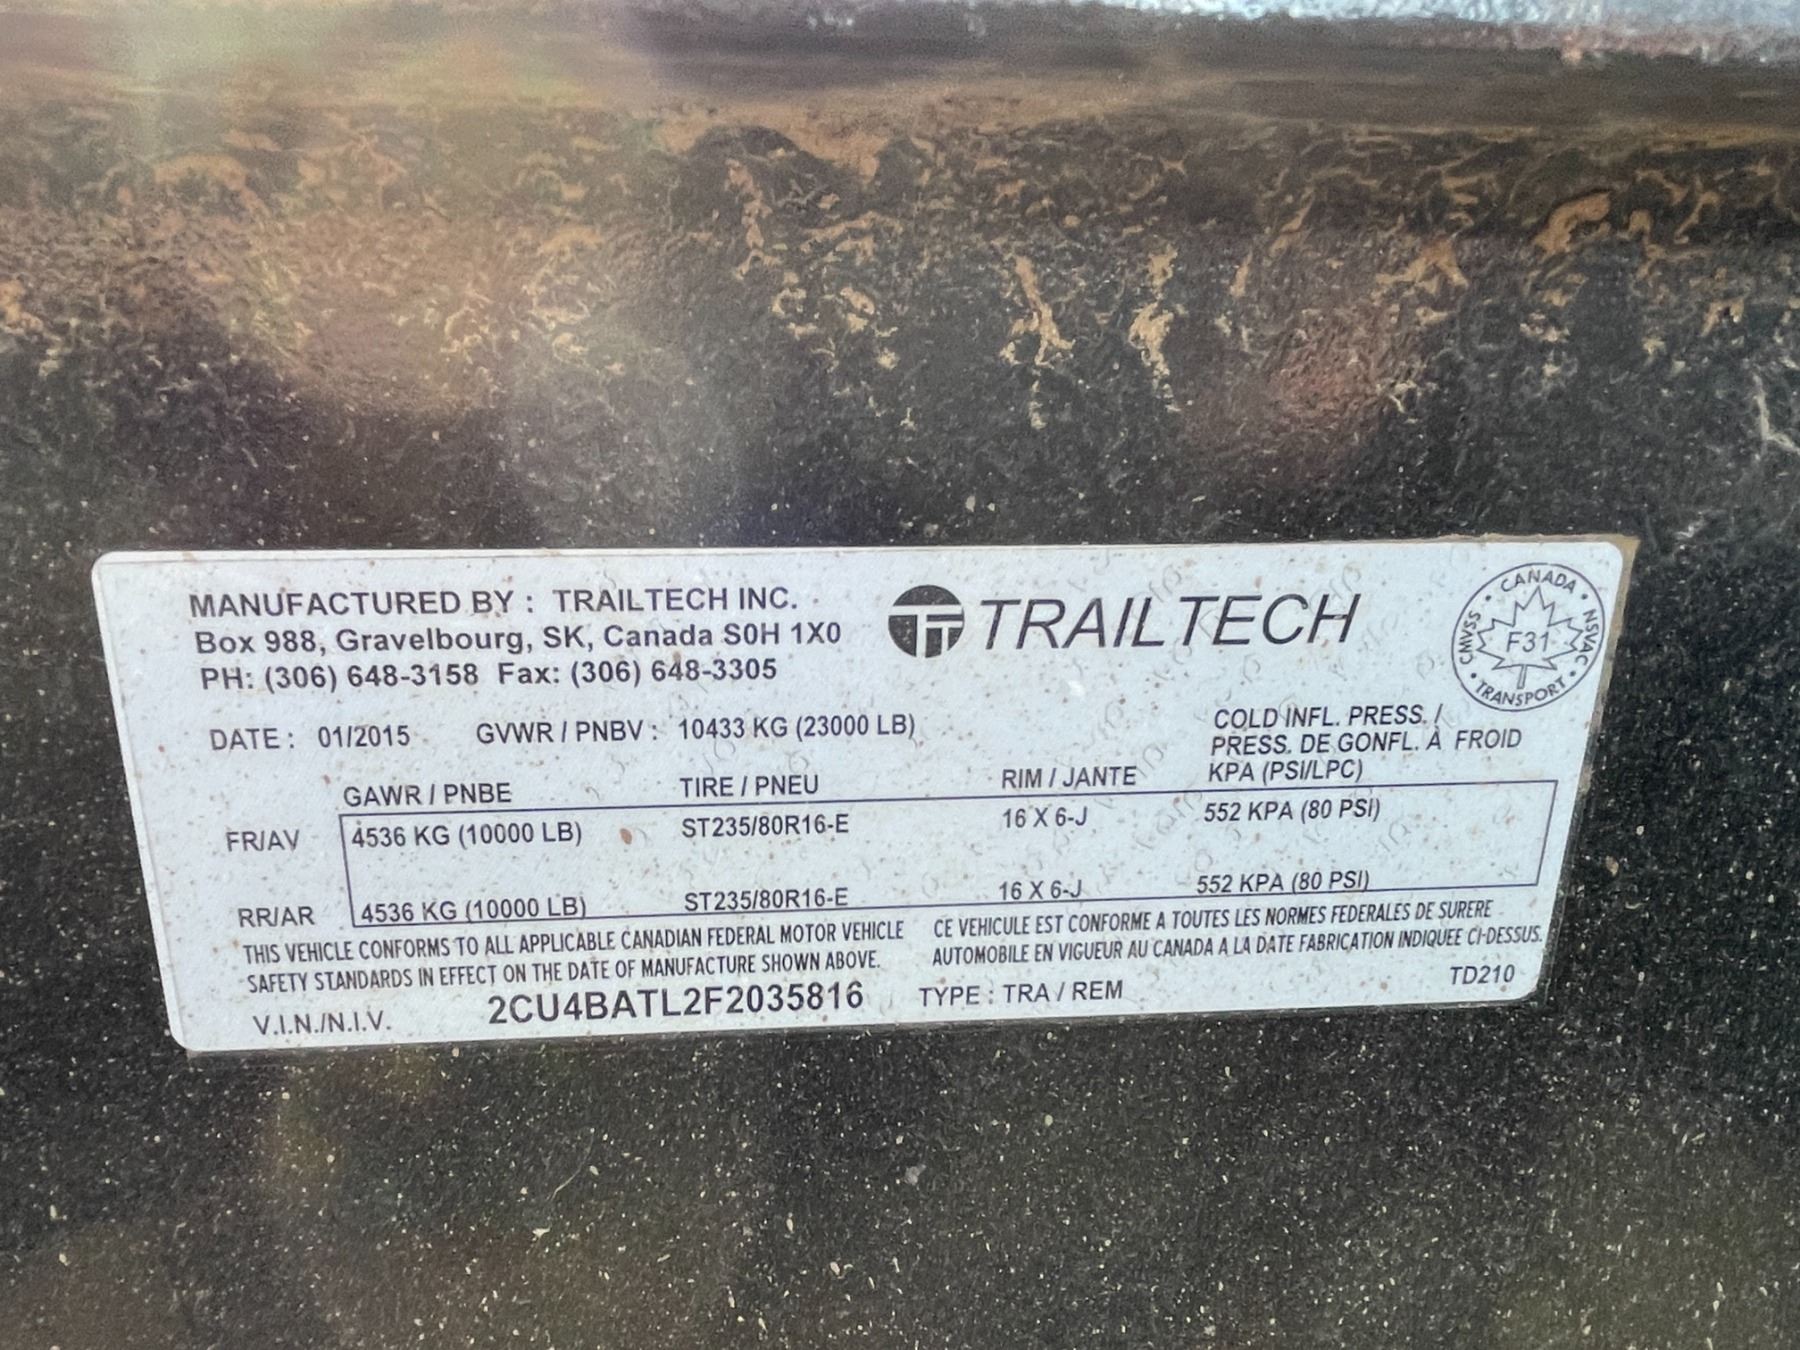 MANUFACTURED BY : TRAILTECH INC.
Box 988, Gravelbourg, SK, Canada S0H 1X0
PH: (306) 648-3158 Fax: (306) 648-3305
TRAILTECH
CANADA · NSVAC · TRANSPORT · CMVSS ·
F31
DATE : 01/2015 GVWR / PNBV : 10433 KG (23000 LB)
COLD INFL. PRESS. /
PRESS. DE GONFL. À FROID
GAWR / PNBE TIRE / PNEU RIM / JANTE KPA (PSI/LPC)
FR/AV 4536 KG (10000 LB) ST235/80R16-E 16 X 6-J 552 KPA (80 PSI)
RR/AR 4536 KG (10000 LB) ST235/80R16-E 16 X 6-J 552 KPA (80 PSI)
THIS VEHICLE CONFORMS TO ALL APPLICABLE CANADIAN FEDERAL MOTOR VEHICLE
SAFETY STANDARDS IN EFFECT ON THE DATE OF MANUFACTURE SHOWN ABOVE.
CE VEHICULE EST CONFORME A TOUTES LES NORMES FEDERALES DE SURERE
AUTOMOBILE EN VIGUEUR AU CANADA A LA DATE FABRICATION INDIQUEE CI-DESSUS.
V.I.N./N.I.V. 2CU4BATL2F2035816 TYPE : TRA / REM TD210